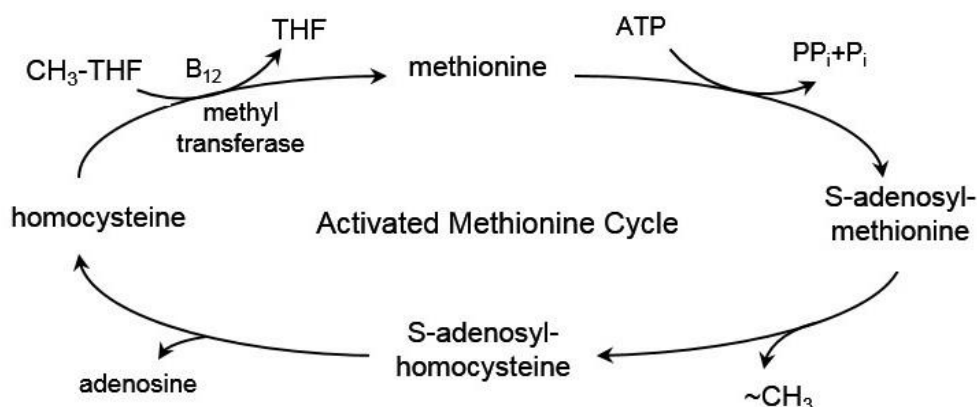 THF
ATP
CH₃-THF
B₁₂
methionine
PPᵢ+Pᵢ
methyl
transferase
homocysteine
Activated Methionine Cycle
S-adenosyl-
methionine
S-adenosyl-
homocysteine
adenosine
~CH₃